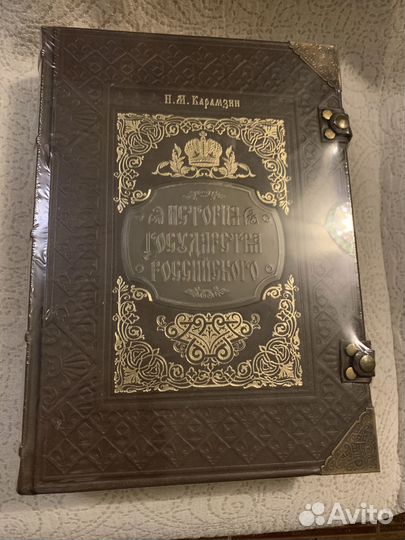 Н.М. Карамзин
История
Государства
Российского
Avito